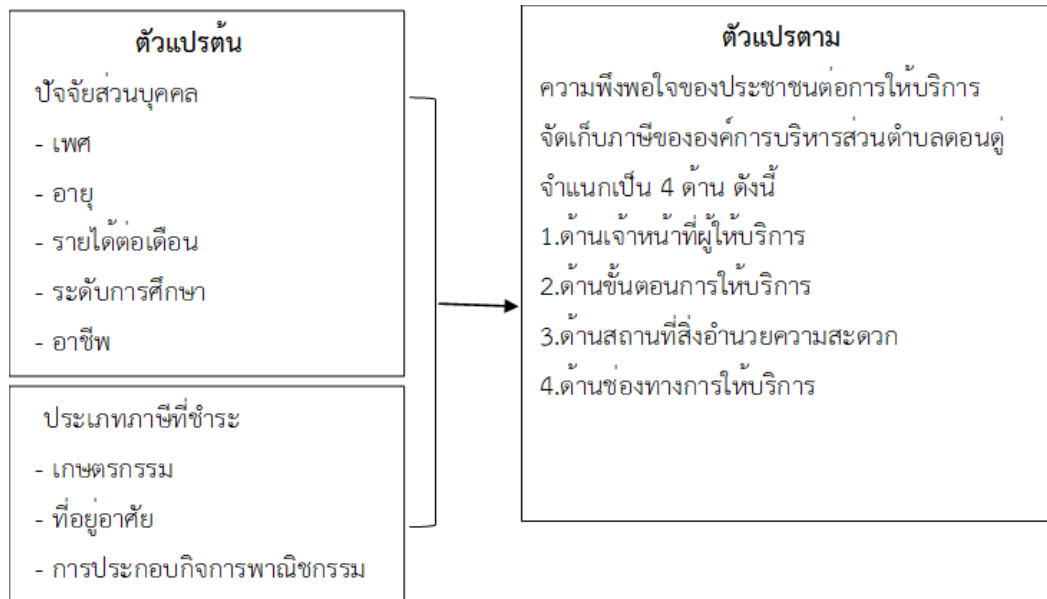 ตัวแปรต้น
ปัจจัยส่วนบุคคล
- เพศ
- อายุ
- รายได้ต่อเดือน
- ระดับการศึกษา
- อาชีพ
ประเภทภาษีที่ชำระ
- เกษตรกรรม
- ที่อยู่อาศัย
- การประกอบกิจการพาณิชกรรม
ตัวแปรตาม
ความพึงพอใจของประชาชนต่อการให้บริการ
จัดเก็บภาษีขององค์การบริหารส่วนตำบลดอนดู่
จำแนกเป็น 4 ด้าน ดังนี้
1.ด้านเจ้าหน้าที่ผู้ให้บริการ
2.ด้านขั้นตอนการให้บริการ
3.ด้านสถานที่สิ่งอำนวยความสะดวก
4.ด้านช่องทางการให้บริการ